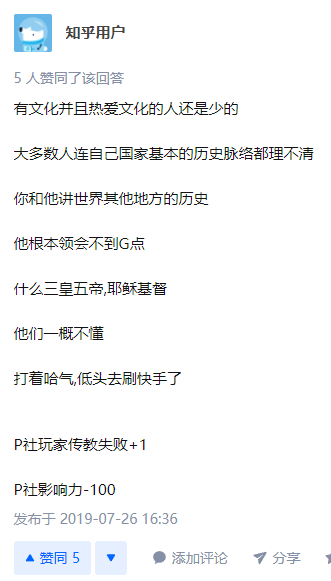 知乎用户
5 人赞同了该回答
有文化并且热爱文化的人还是少的
大多数人连自己国家基本的历史脉络都理不清
你和他讲世界其他地方的历史
他根本领会不到G点
什么三皇五帝,耶稣基督
他们一概不懂
打着哈气,低头去刷快手了
P社玩家传教失败+1
P社影响力-100
发布于 2019-07-26 16:36
赞同 5 添加评论 分享